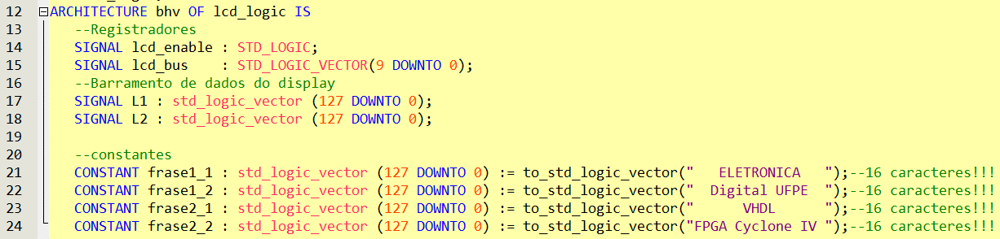 12 ARCHITECTURE bhv OF lcd_logic IS
13 --Registradores
14 SIGNAL lcd_enable : STD_LOGIC;
15 SIGNAL lcd_bus    : STD_LOGIC_VECTOR(9 DOWNTO 0);
16 --Barramento de dados do display
17 SIGNAL L1 : std_logic_vector (127 DOWNTO 0);
18 SIGNAL L2 : std_logic_vector (127 DOWNTO 0);
19
20 --constantes
21 CONSTANT frase1_1 : std_logic_vector (127 DOWNTO 0) := to_std_logic_vector("   ELETRONICA   ");--16 caracteres!!!
22 CONSTANT frase1_2 : std_logic_vector (127 DOWNTO 0) := to_std_logic_vector("  Digital UFPE  ");--16 caracteres!!!
23 CONSTANT frase2_1 : std_logic_vector (127 DOWNTO 0) := to_std_logic_vector("      VHDL      ");--16 caracteres!!!
24 CONSTANT frase2_2 : std_logic_vector (127 DOWNTO 0) := to_std_logic_vector("FPGA Cyclone IV ");--16 caracteres!!!